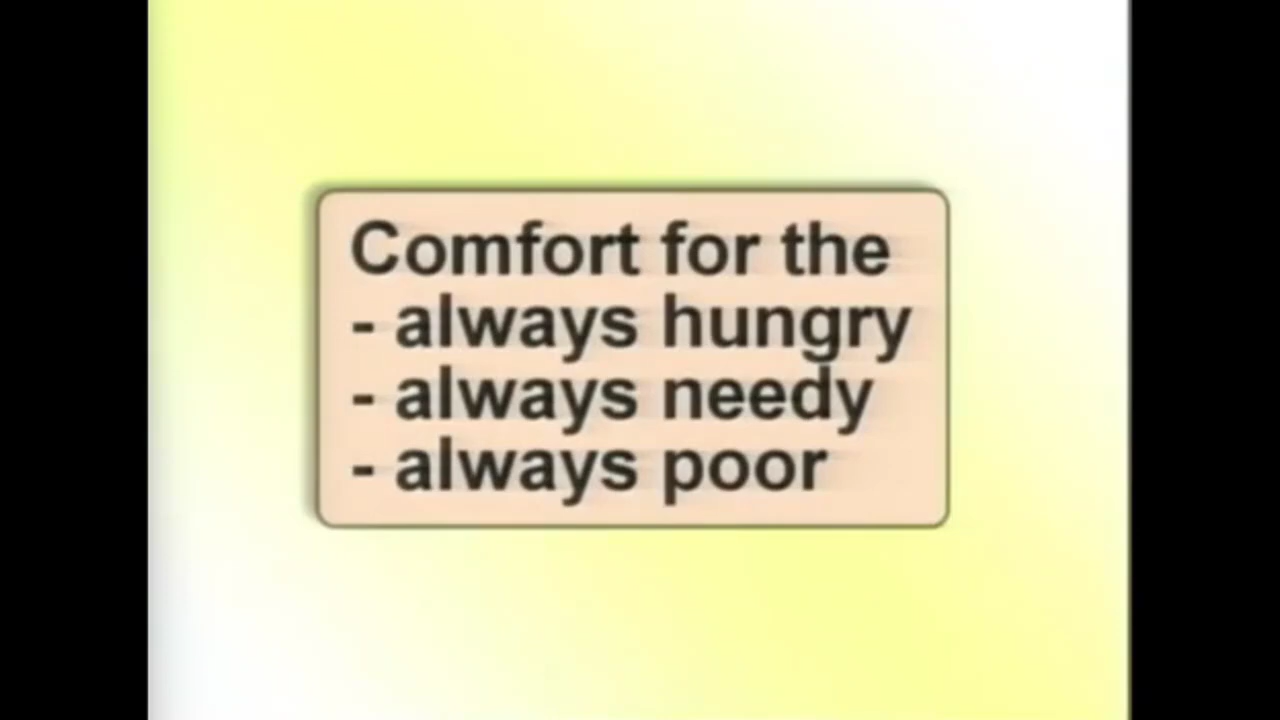 Comfort for the
- always hungry
- always needy
- always poor